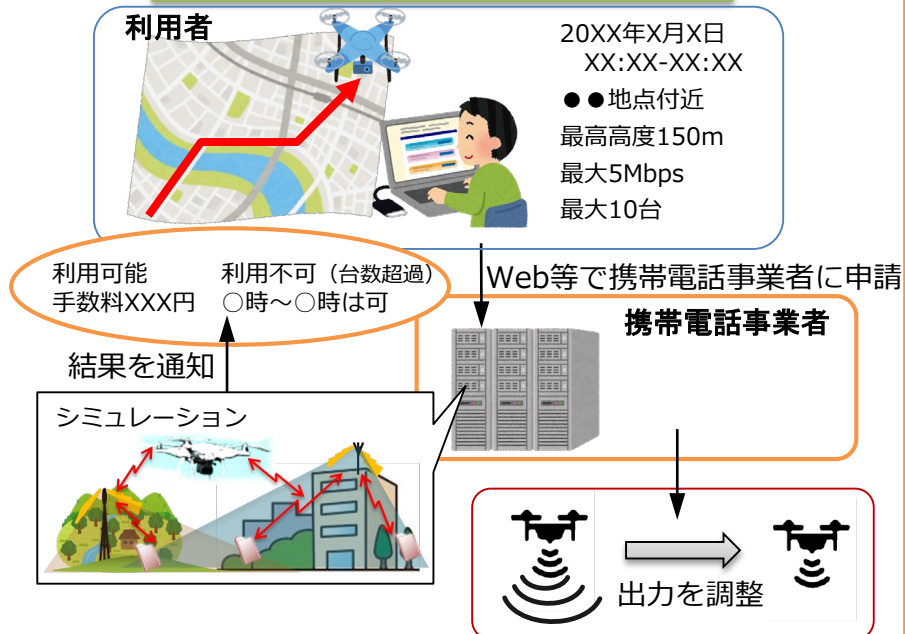 利用者
20XX年X月X日
XX:XX-XX:XX
●●地点付近
最高高度150m
最大5Mbps
最大10台
Web等で携帯電話事業者に申請
利用可能 利用不可（台数超過）
手数料XXX円 〇時～〇時は可
携帯電話事業者
結果を通知
シミュレーション
出力を調整